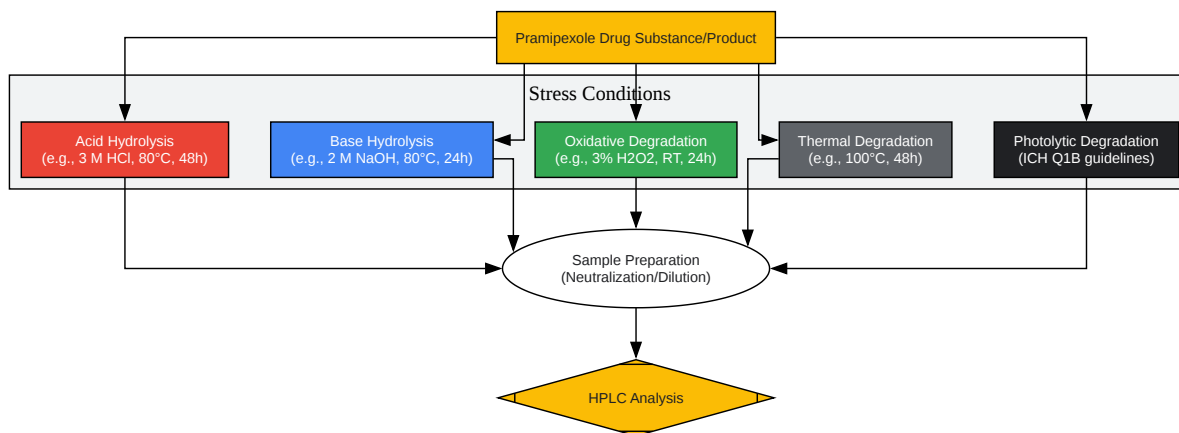 Pramipexole Drug Substance/Product
Stress Conditions
Acid Hydrolysis
(e.g., 3 M HCl, 80°C, 48h)
Base Hydrolysis
(e.g., 2 M NaOH, 80°C, 24h)
Oxidative Degradation
(e.g., 3% H2O2, RT, 24h)
Thermal Degradation
(e.g., 100°C, 48h)
Photolytic Degradation
(ICH Q1B guidelines)
Sample Preparation
(Neutralization/Dilution)
HPLC Analysis